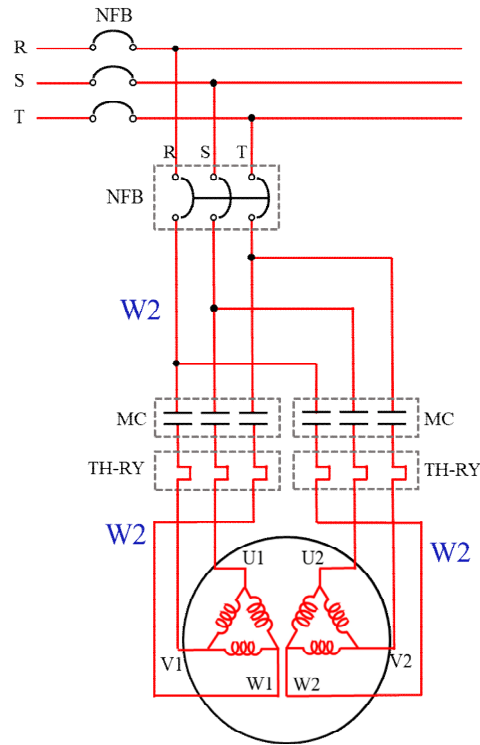 NFB
R
S
T
R S T
NFB
W2
MC MC
TH-RY TH-RY
W2 W2
U1 U2
V1 V2
W1 W2